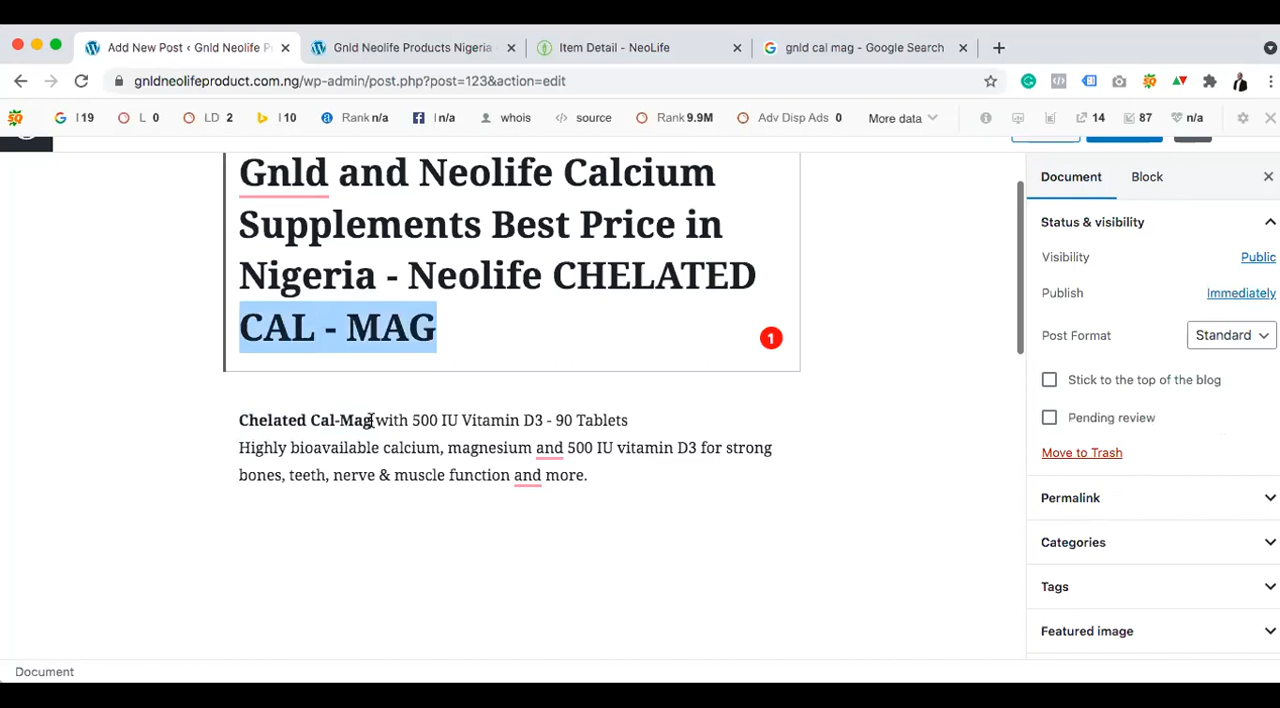 Add New Post ‹ Gnld Neolife P
Gnld Neolife Products Nigeria
Item Detail - NeoLife
gnld cal mag - Google Search
gnldneolifeproduct.com.ng/wp-admin/post.php?post=123&action=edit
I 19
L 0
LD 2
I 10
Rank n/a
I n/a
whois
source
Rank 9.9M
Adv Disp Ads 0
More data
14
87
n/a
Gnld and Neolife Calcium
Supplements Best Price in
Nigeria - Neolife CHELATED
CAL - MAG
1
Chelated Cal-Mag with 500 IU Vitamin D3 - 90 Tablets
Highly bioavailable calcium, magnesium and 500 IU vitamin D3 for strong
bones, teeth, nerve & muscle function and more.
Document
Block
Status & visibility
Visibility
Public
Publish
Immediately
Post Format
Standard
Stick to the top of the blog
Pending review
Move to Trash
Permalink
Categories
Tags
Featured image
Document